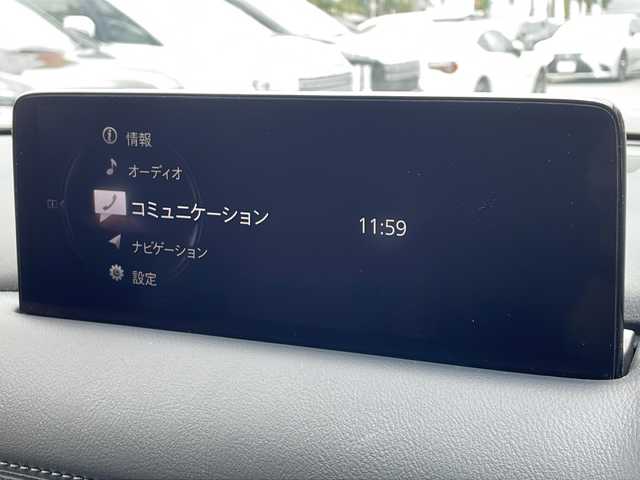 情報
オーディオ
コミュニケーション
11:59
ナビゲーション
設定